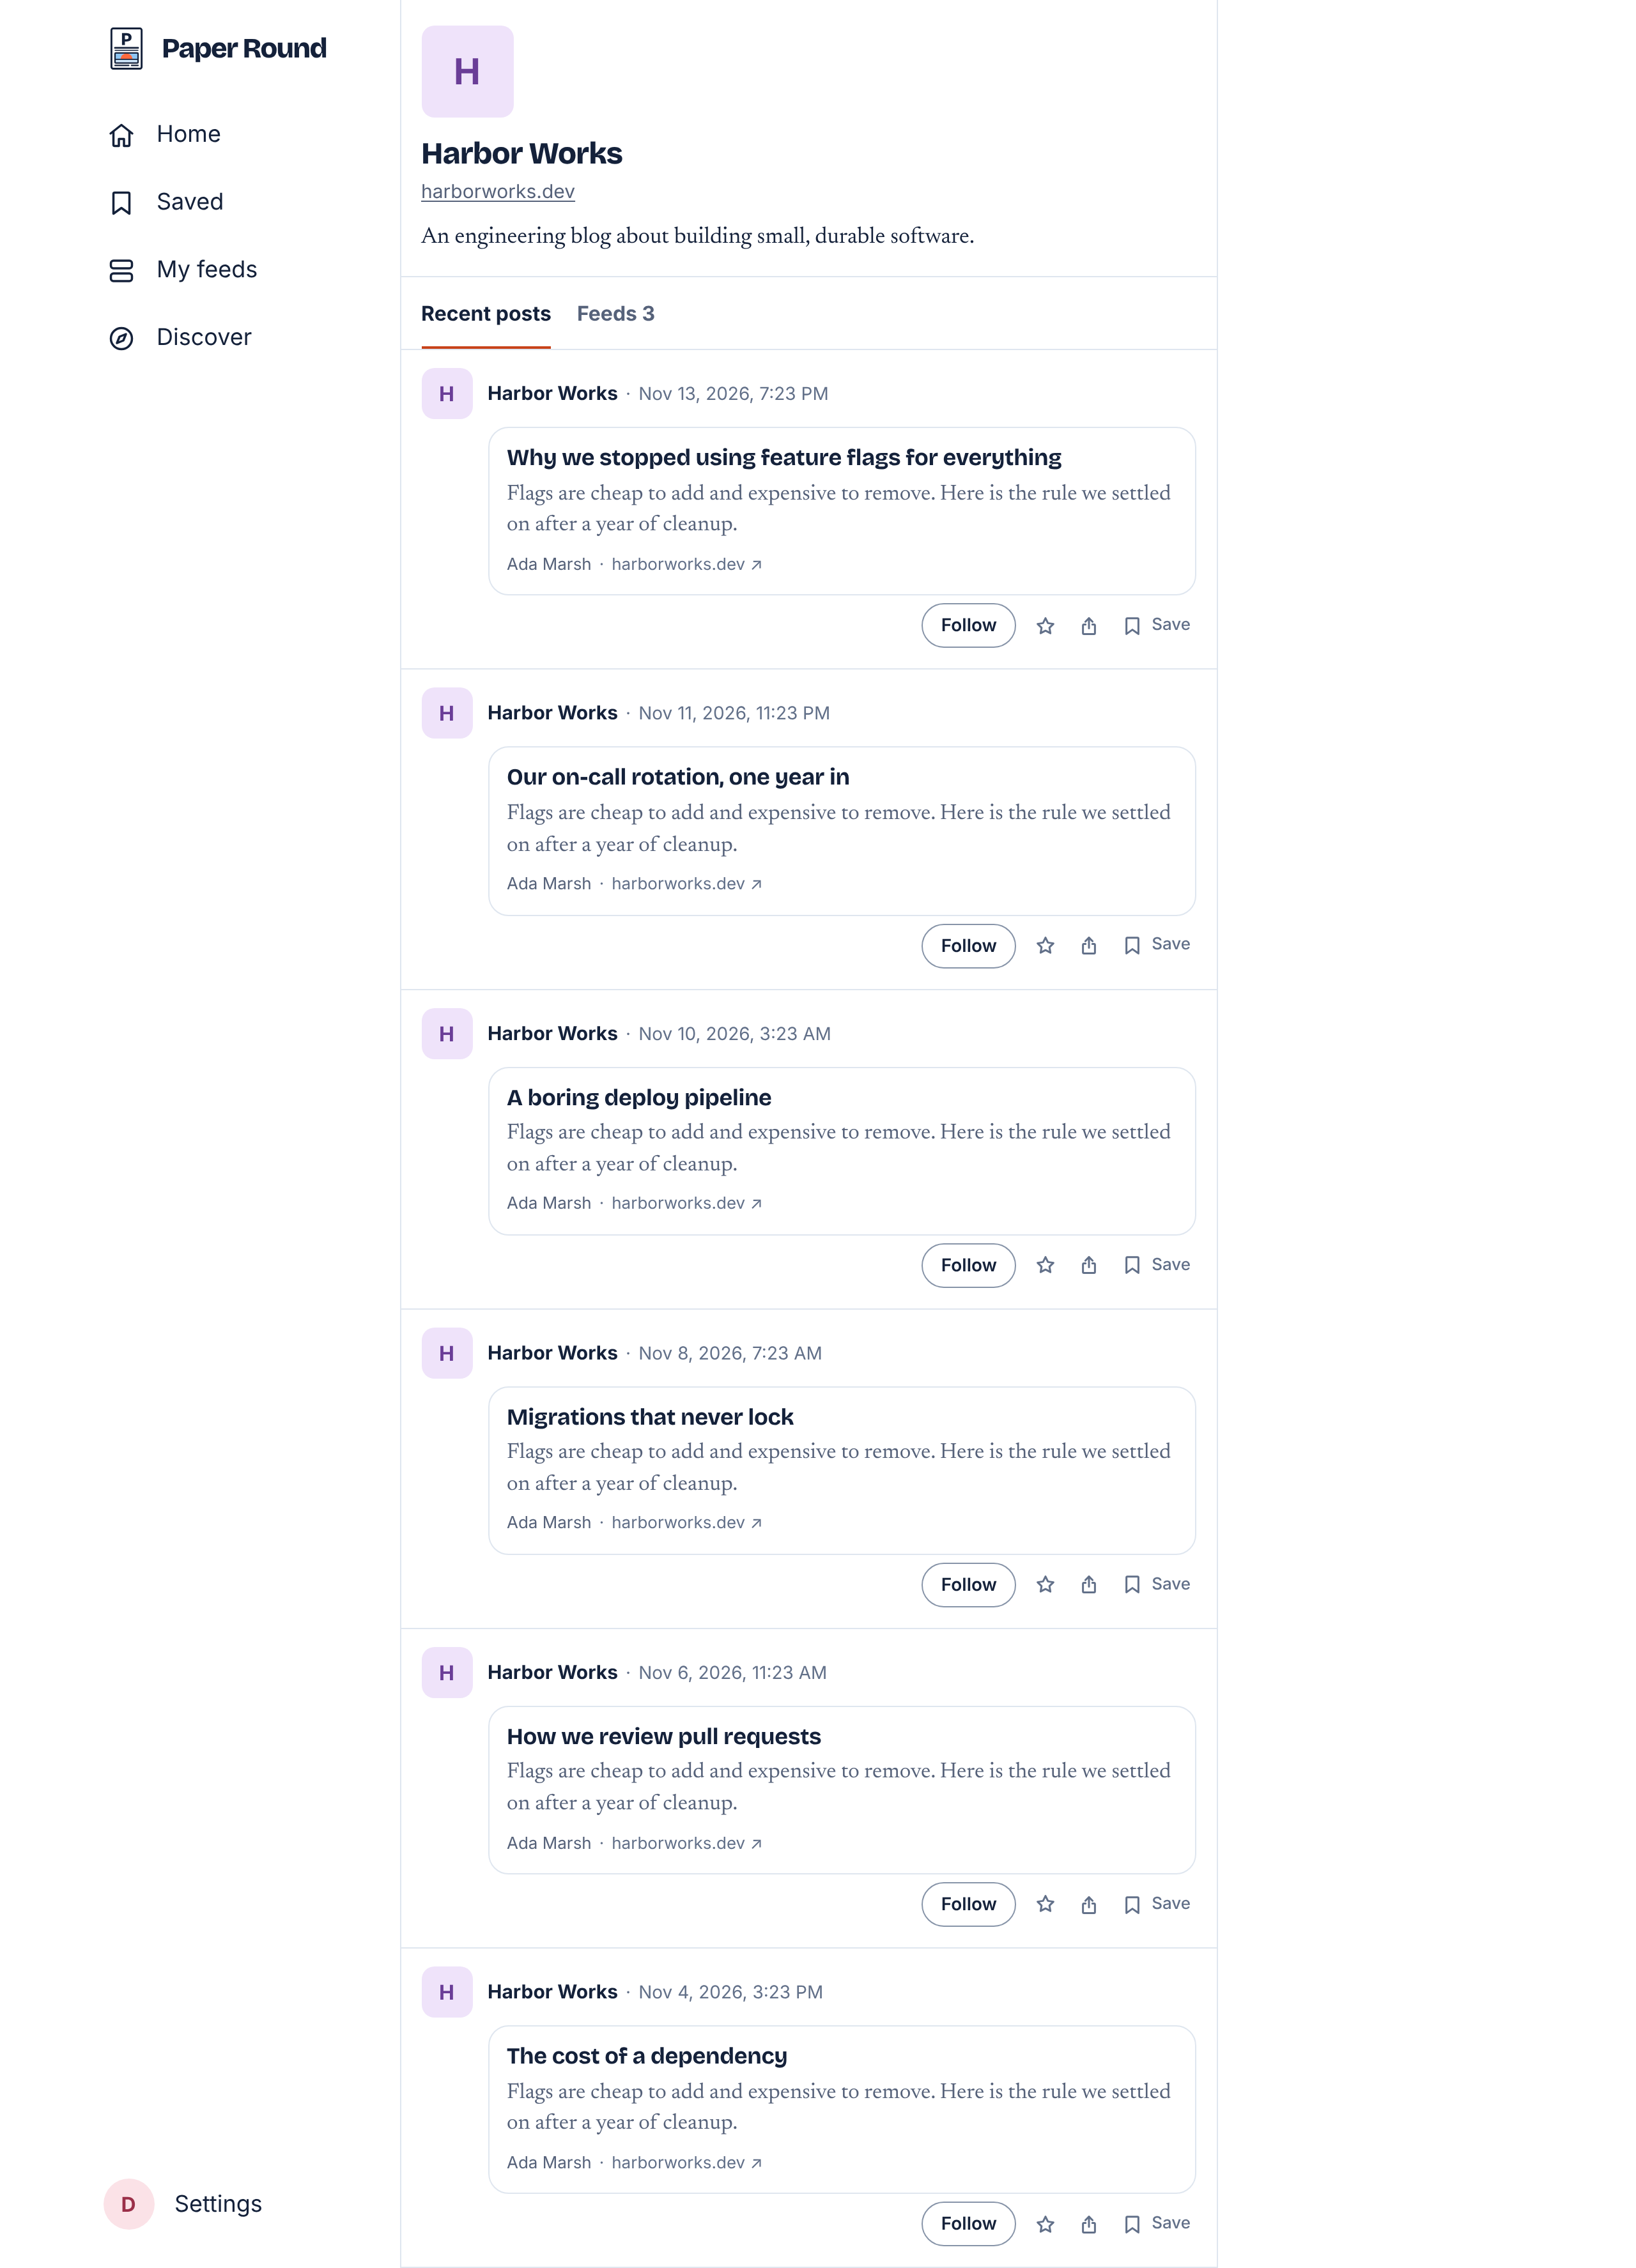 P
Paper Round
Home
Saved
My feeds
Discover
H
Harbor Works
harborworks.dev
An engineering blog about building small, durable software.
Recent posts
Feeds 3
H
Harbor Works · Nov 13, 2026, 7:23 PM
Why we stopped using feature flags for everything
Flags are cheap to add and expensive to remove. Here is the rule we settled
on after a year of cleanup.
Ada Marsh · harborworks.dev ↗
Follow
Save
H
Harbor Works · Nov 11, 2026, 11:23 PM
Our on-call rotation, one year in
Flags are cheap to add and expensive to remove. Here is the rule we settled
on after a year of cleanup.
Ada Marsh · harborworks.dev ↗
Follow
Save
H
Harbor Works · Nov 10, 2026, 3:23 AM
A boring deploy pipeline
Flags are cheap to add and expensive to remove. Here is the rule we settled
on after a year of cleanup.
Ada Marsh · harborworks.dev ↗
Follow
Save
H
Harbor Works · Nov 8, 2026, 7:23 AM
Migrations that never lock
Flags are cheap to add and expensive to remove. Here is the rule we settled
on after a year of cleanup.
Ada Marsh · harborworks.dev ↗
Follow
Save
H
Harbor Works · Nov 6, 2026, 11:23 AM
How we review pull requests
Flags are cheap to add and expensive to remove. Here is the rule we settled
on after a year of cleanup.
Ada Marsh · harborworks.dev ↗
Follow
Save
H
Harbor Works · Nov 4, 2026, 3:23 PM
The cost of a dependency
Flags are cheap to add and expensive to remove. Here is the rule we settled
on after a year of cleanup.
Ada Marsh · harborworks.dev ↗
Follow
Save
D
Settings